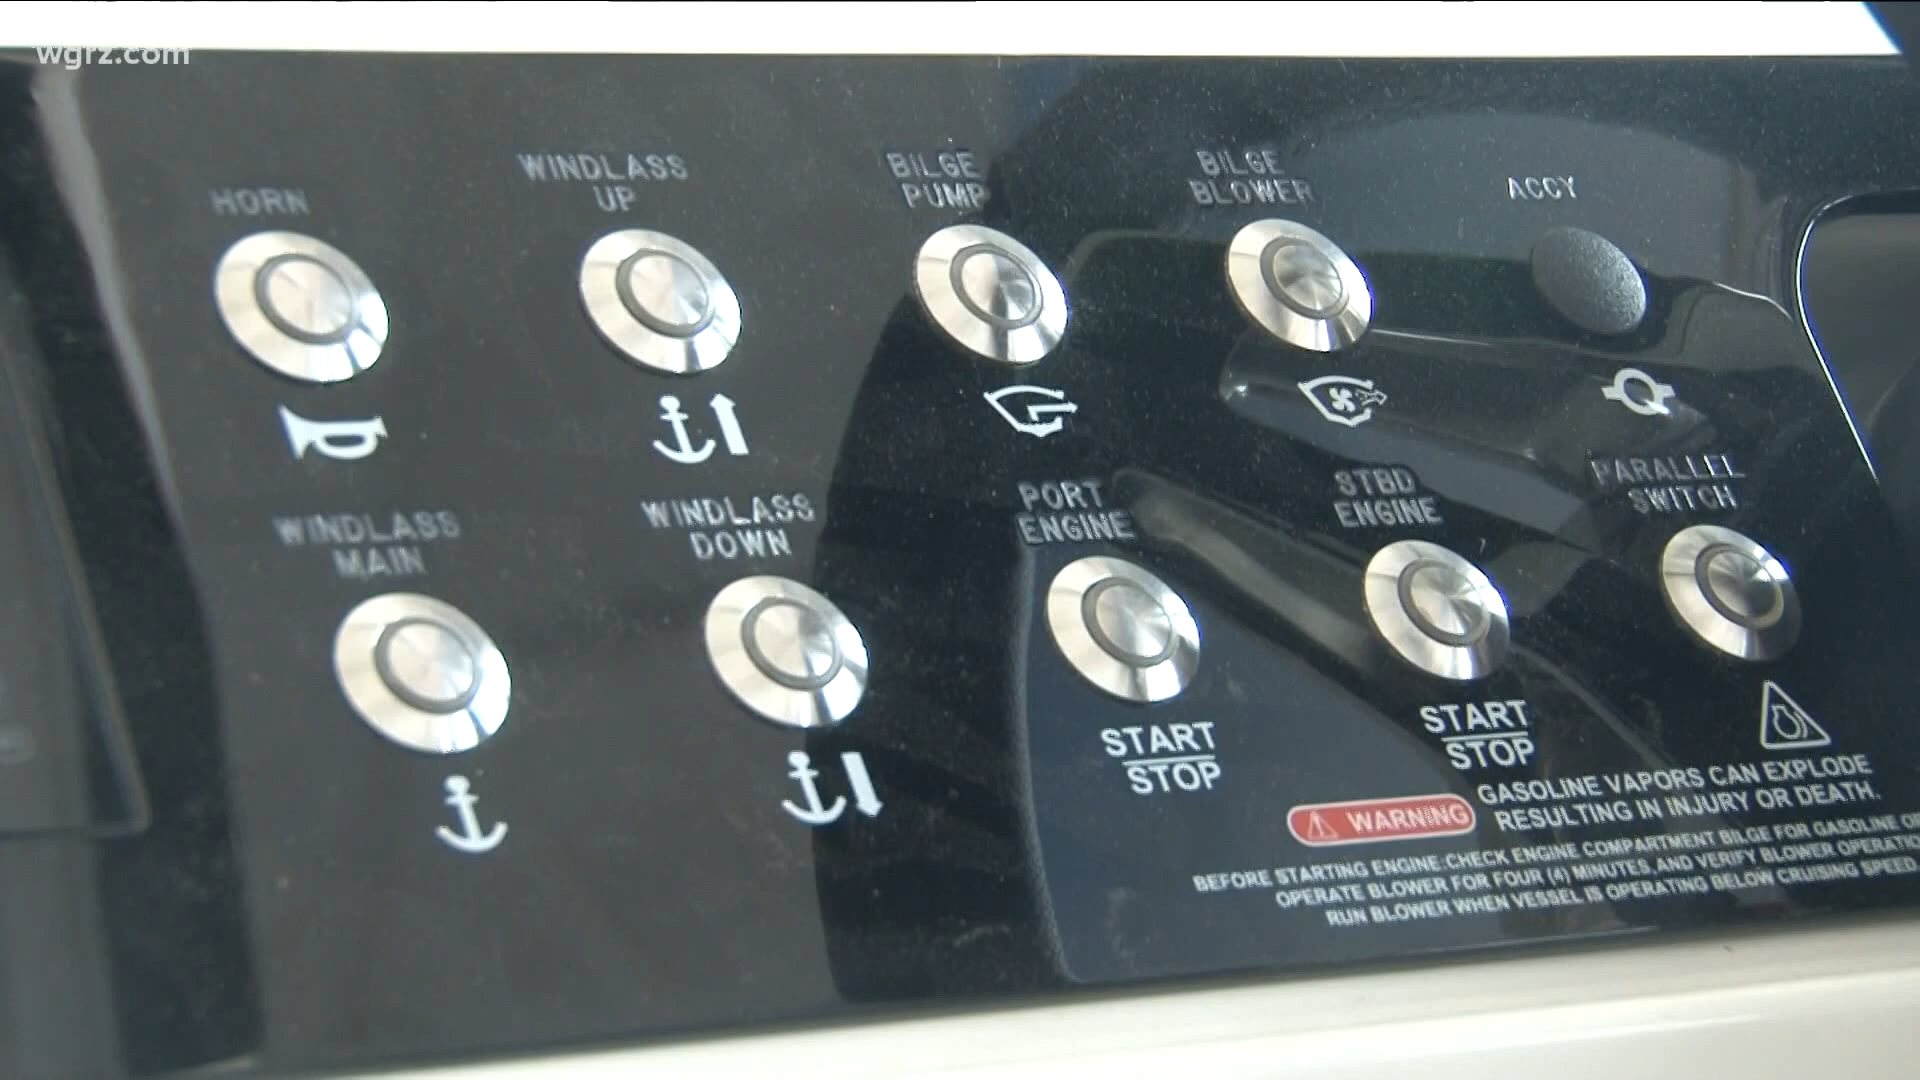 wgrz.com
HORN
WINDLASS
UP
BILGE
PUMP
BILGE
BLOWER
ACCY
WINDLASS
MAIN
WINDLASS
DOWN
PORT
ENGINE
STBD
ENGINE
PARALLEL
SWITCH
START
STOP
START
STOP
WARNING
GASOLINE VAPORS CAN EXPLODE
RESULTING IN INJURY OR DEATH.
BEFORE STARTING ENGINE: CHECK ENGINE COMPARTMENT BILGE FOR GASOLINE
OPERATE BLOWER FOR FOUR (4) MINUTES, AND VERIFY BLOWER
RUN BLOWER WHEN VESSEL IS OPERATING BELOW CRUISING SPEED